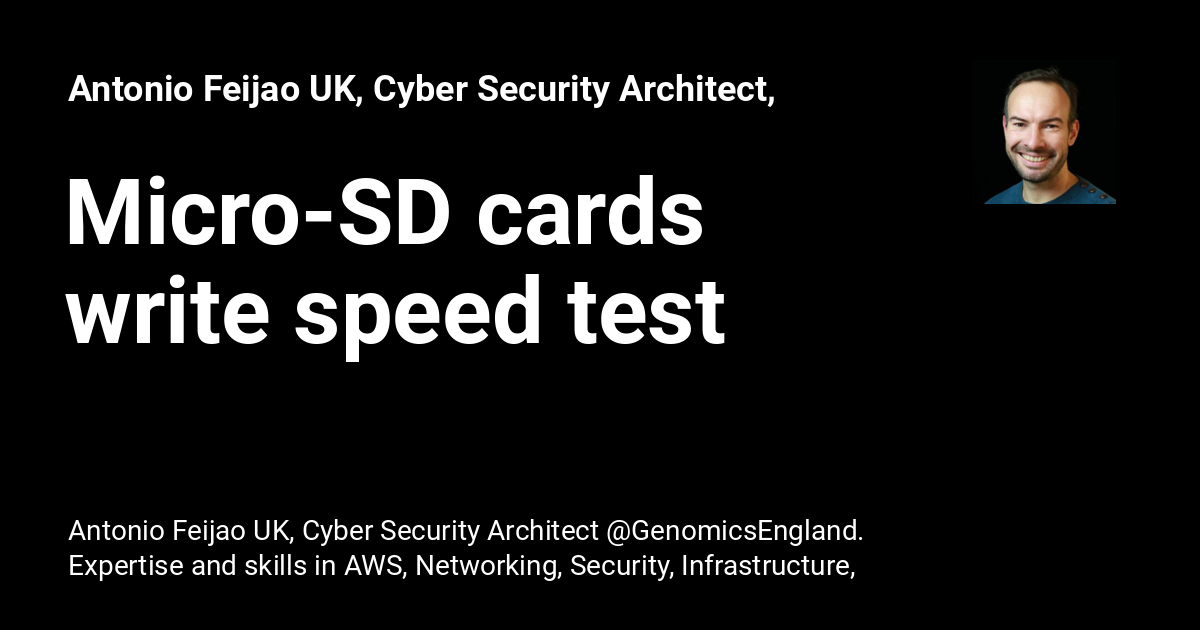 Antonio Feijao UK, Cyber Security Architect,
Micro-SD cards
write speed test
Antonio Feijao UK, Cyber Security Architect @GenomicsEngland.
Expertise and skills in AWS, Networking, Security, Infrastructure,